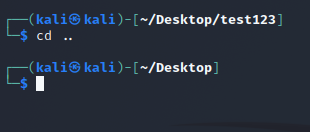 ┌──(kali㉿kali)-[~/Desktop/test123]
└─$ cd ..
┌──(kali㉿kali)-[~/Desktop]
└─$